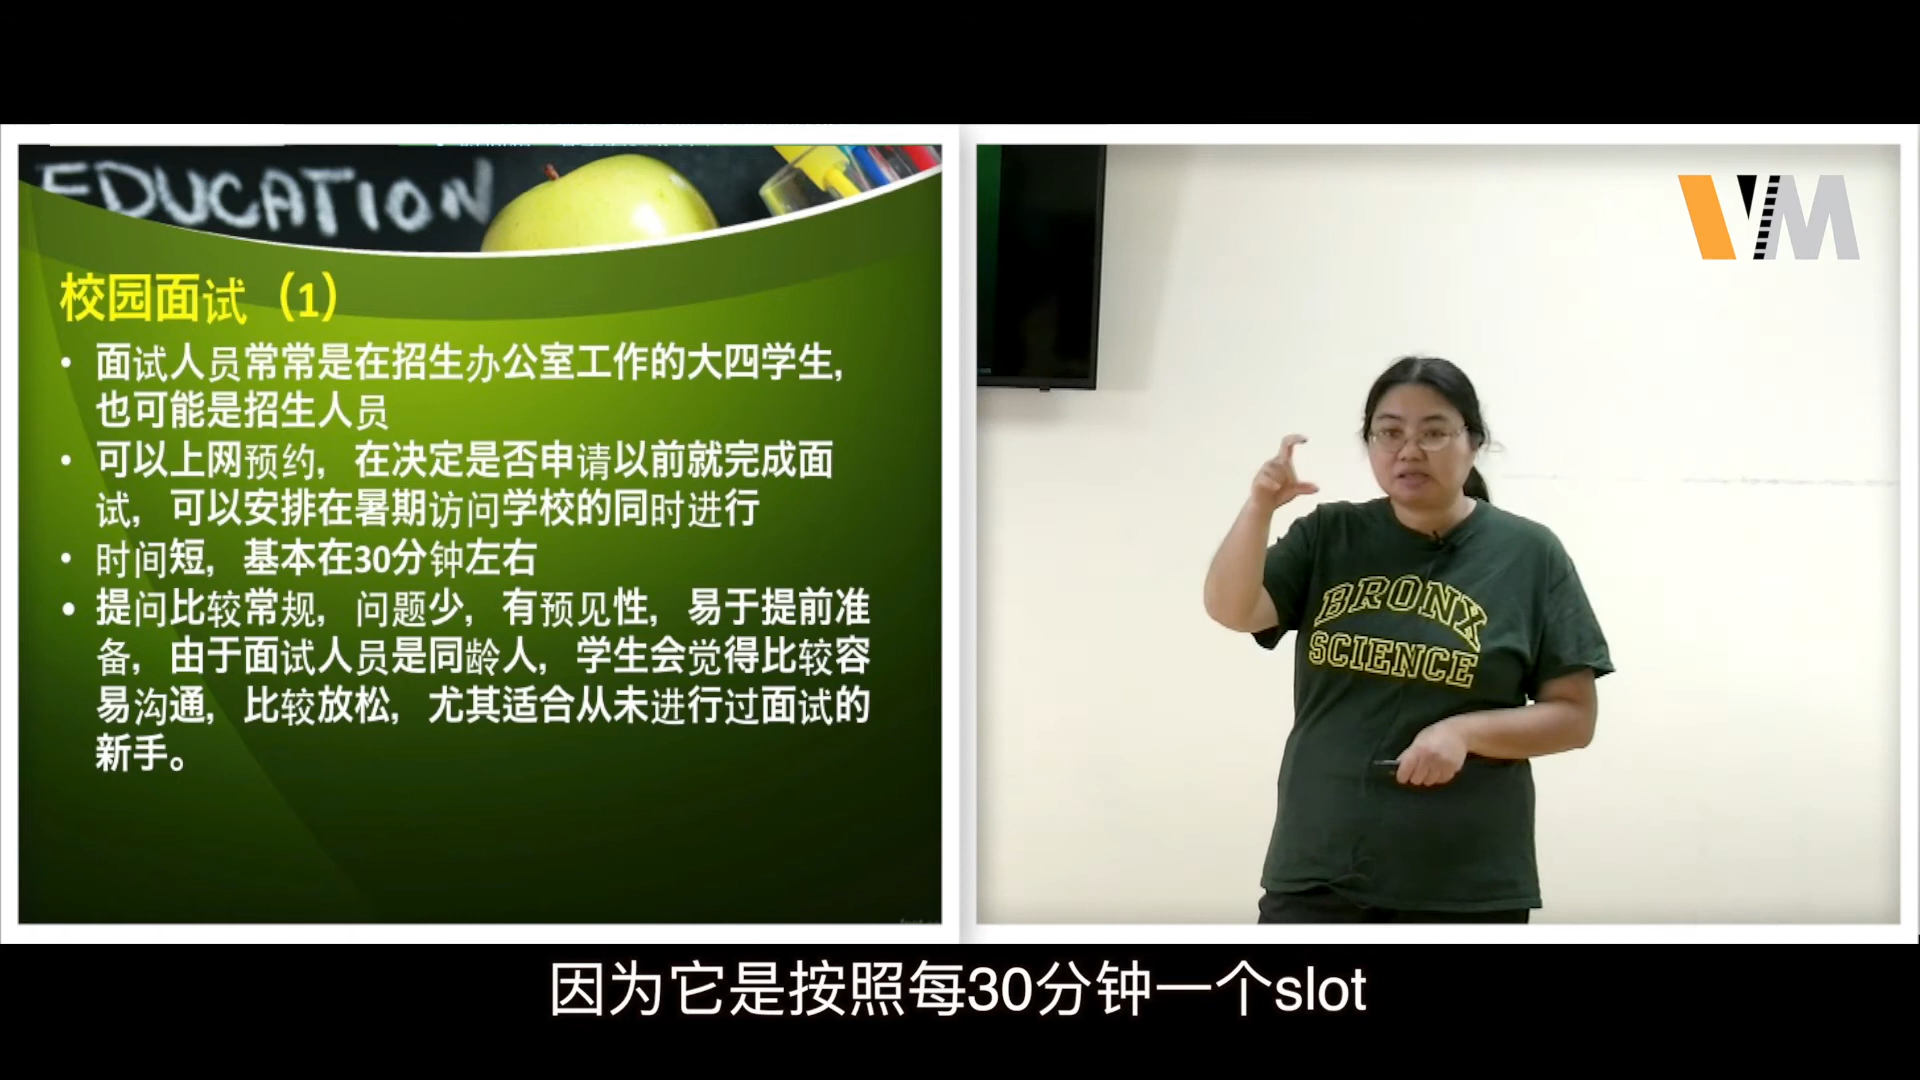 EDUCATION
校园面试（1）
• 面试人员常常是在招生办公室工作的大四学生，
也可能是招生人员
• 可以上网预约，在决定是否申请以前就完成面
试，可以安排在暑期访问学校的同时进行
• 时间短，基本在30分钟左右
• 提问比较常规，问题少，有预见性，易于提前准
备，由于面试人员是同龄人，学生会觉得比较容
易沟通，比较放松，尤其适合从未进行过面试的
新手。
VM
BRONX
SCIENCE
因为它是按照每30分钟一个slot